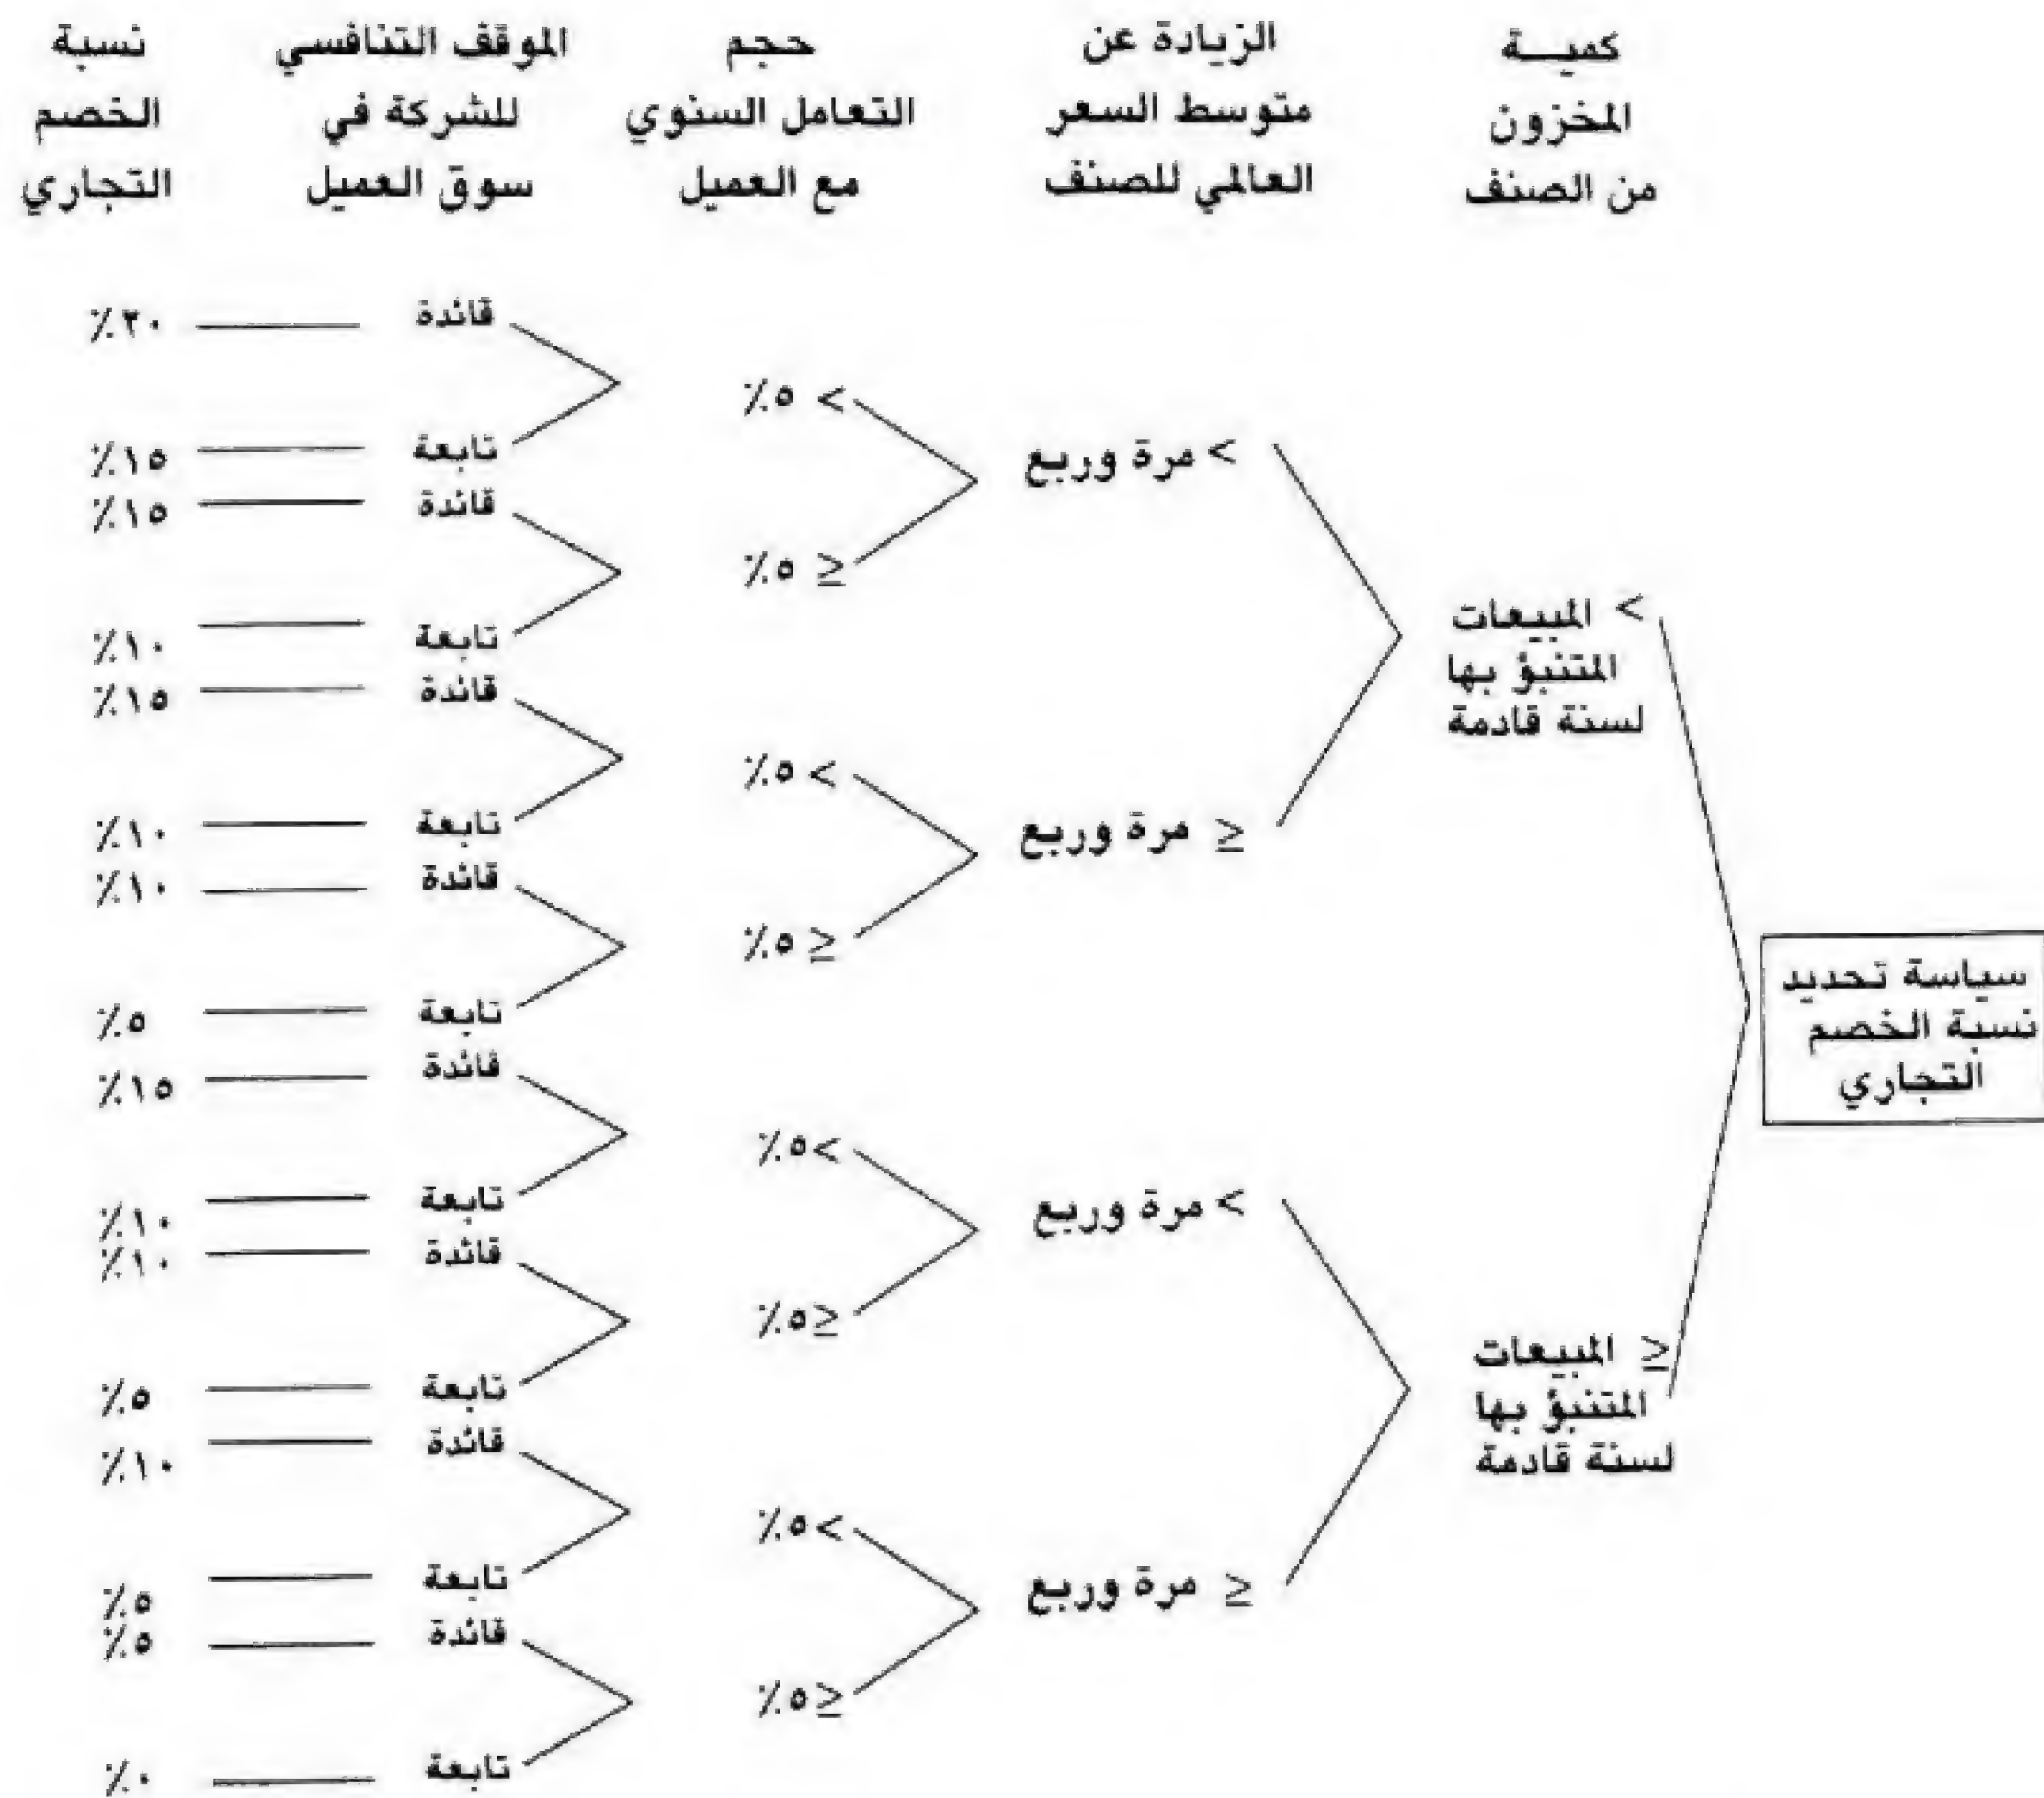 كمية
المخزون
من الصنف
الزيادة عن
متوسط السعر
العالمي للصنف
حجم
التعامل السنوي
مع العميل
الموقف التنافسي
للشركة في
سوق العميل
نسبة
الخصم
التجاري
سياسة تحديد
نسبة الخصم
التجاري
> المبيعات
المتنبؤ بها
لسنة قادمة
≤ المبيعات
المتنبؤ بها
لسنة قادمة
> مرة وربع
≤ مرة وربع
> مرة وربع
≤ مرة وربع
> ٥٪
≤ ٥٪
> ٥٪
≤ ٥٪
> ٥٪
≤ ٥٪
> ٥٪
≤ ٥٪
قائدة ٢٠٪
تابعة ١٥٪
قائدة ١٥٪
تابعة ١٠٪
قائدة ١٥٪
تابعة ١٠٪
قائدة ١٠٪
تابعة ٥٪
قائدة ١٥٪
تابعة ١٠٪
قائدة ١٠٪
تابعة ٥٪
قائدة ١٠٪
تابعة ٥٪
قائدة ٥٪
تابعة ٠٪